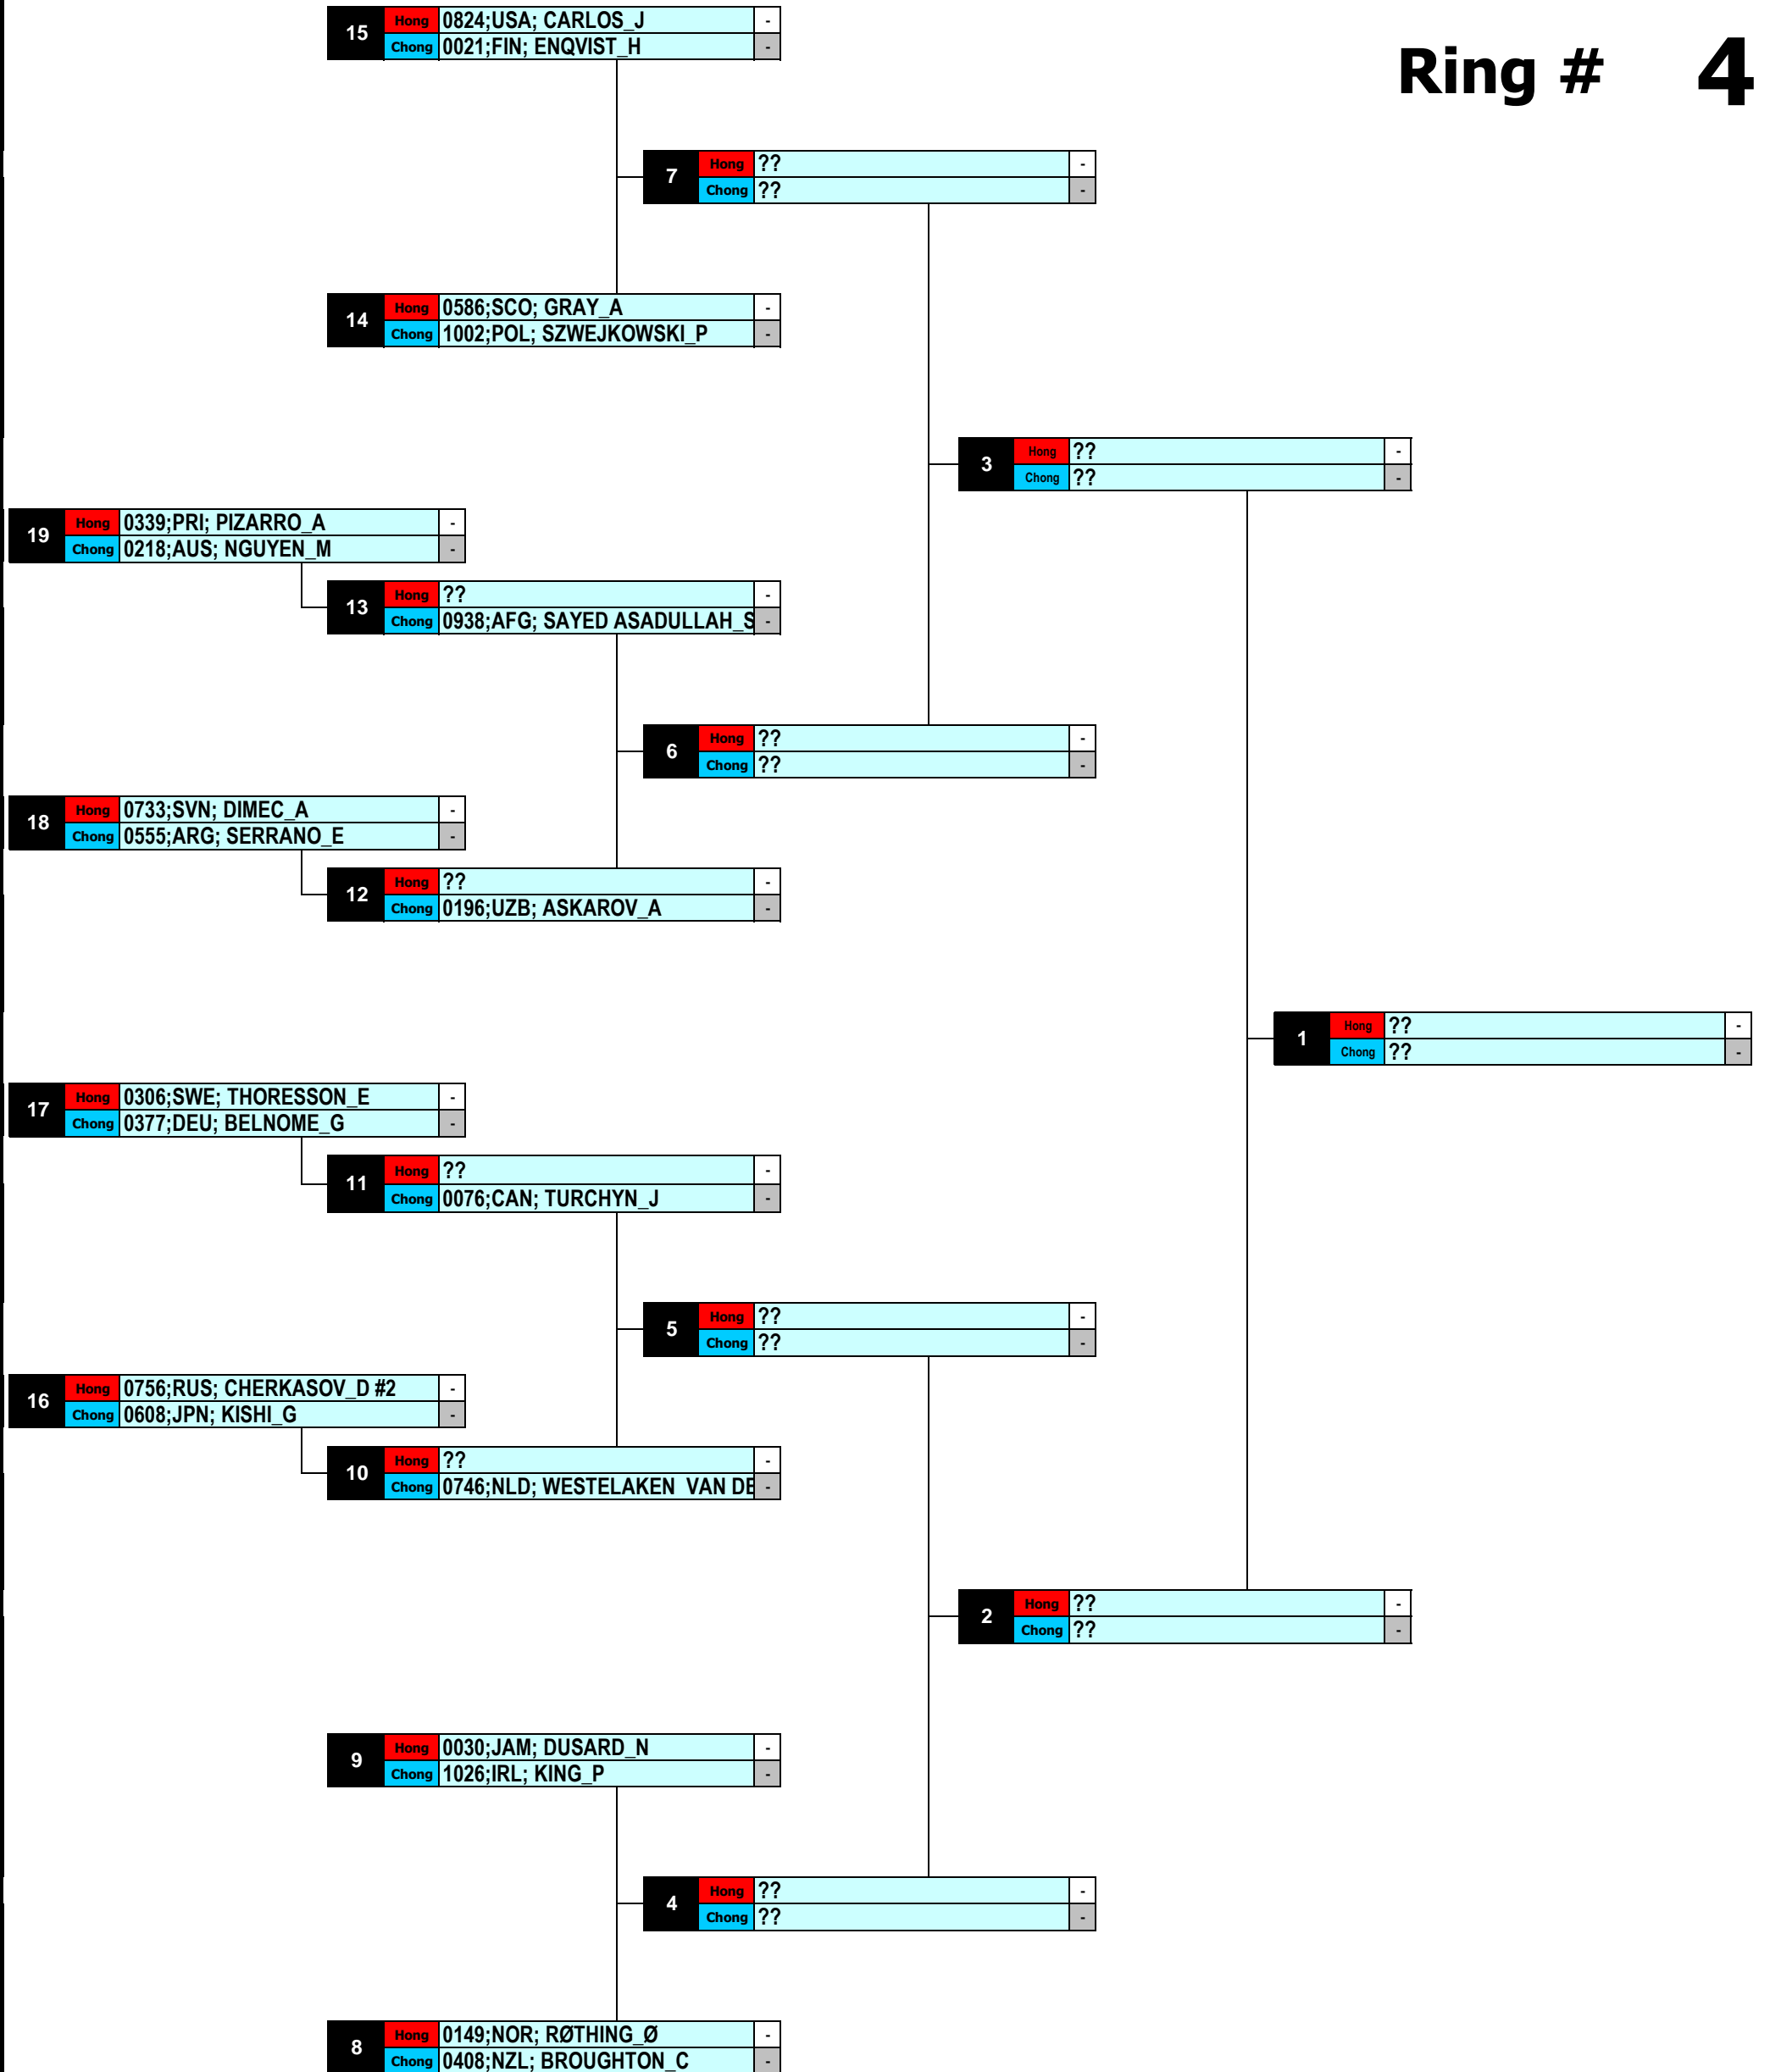 15 Hong 0824;USA; CARLOS_J -
Chong 0021;FIN; ENQVIST_H -
Ring # 4
7 Hong ?? -
Chong ?? -
14 Hong 0586;SCO; GRAY_A -
Chong 1002;POL; SZWEJKOWSKI_P -
3 Hong ?? -
Chong ?? -
19 Hong 0339;PRI; PIZARRO_A -
Chong 0218;AUS; NGUYEN_M -
13 Hong ?? -
Chong 0938;AFG; SAYED ASADULLAH_S -
6 Hong ?? -
Chong ?? -
18 Hong 0733;SVN; DIMEC_A -
Chong 0555;ARG; SERRANO_E -
12 Hong ?? -
Chong 0196;UZB; ASKAROV_A -
1 Hong ?? -
Chong ?? -
17 Hong 0306;SWE; THORESSON_E -
Chong 0377;DEU; BELNOME_G -
11 Hong ?? -
Chong 0076;CAN; TURCHYN_J -
5 Hong ?? -
Chong ?? -
16 Hong 0756;RUS; CHERKASOV_D #2 -
Chong 0608;JPN; KISHI_G -
10 Hong ?? -
Chong 0746;NLD; WESTELAKEN VAN DE -
2 Hong ?? -
Chong ?? -
9 Hong 0030;JAM; DUSARD_N -
Chong 1026;IRL; KING_P -
4 Hong ?? -
Chong ?? -
8 Hong 0149;NOR; RØTHING_Ø -
Chong 0408;NZL; BROUGHTON_C -